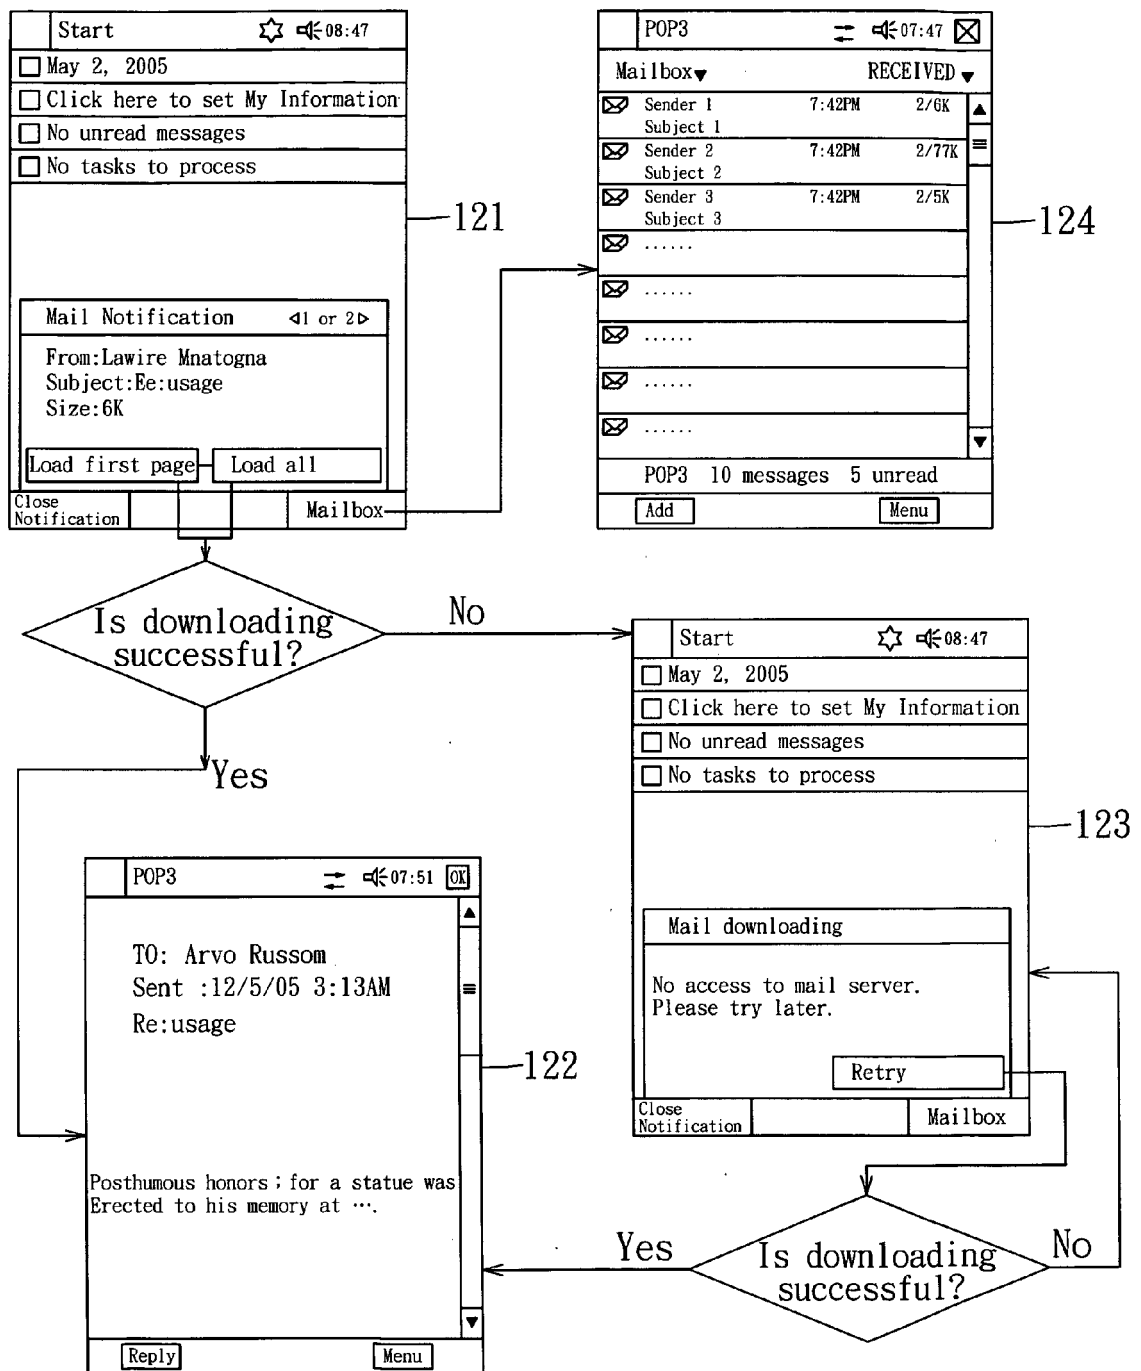 Start 08:47
May 2, 2005
Click here to set My Information
No unread messages
No tasks to process
121
Mail Notification 1 or 2
From:Lawire Mnatogna
Subject:Ee:usage
Size:6K
Load first page Load all
Close
Notification
Mailbox
POP3 07:47
Mailbox RECEIVED
Sender 1 7:42PM 2/6K
Subject 1
Sender 2 7:42PM 2/77K
Subject 2
Sender 3 7:42PM 2/5K
Subject 3
......
......
......
......
......
124
POP3 10 messages 5 unread
Add Menu
Is downloading
successful?
No
Yes
Start 08:47
May 2, 2005
Click here to set My Information
No unread messages
No tasks to process
123
Mail downloading
No access to mail server.
Please try later.
Retry
Close
Notification
Mailbox
POP3 07:51 OK
TO: Arvo Russom
Sent :12/5/05 3:13AM
Re:usage
122
Posthumous honors ; for a statue was
Erected to his memory at ….
Reply Menu
Is downloading
successful?
Yes
No